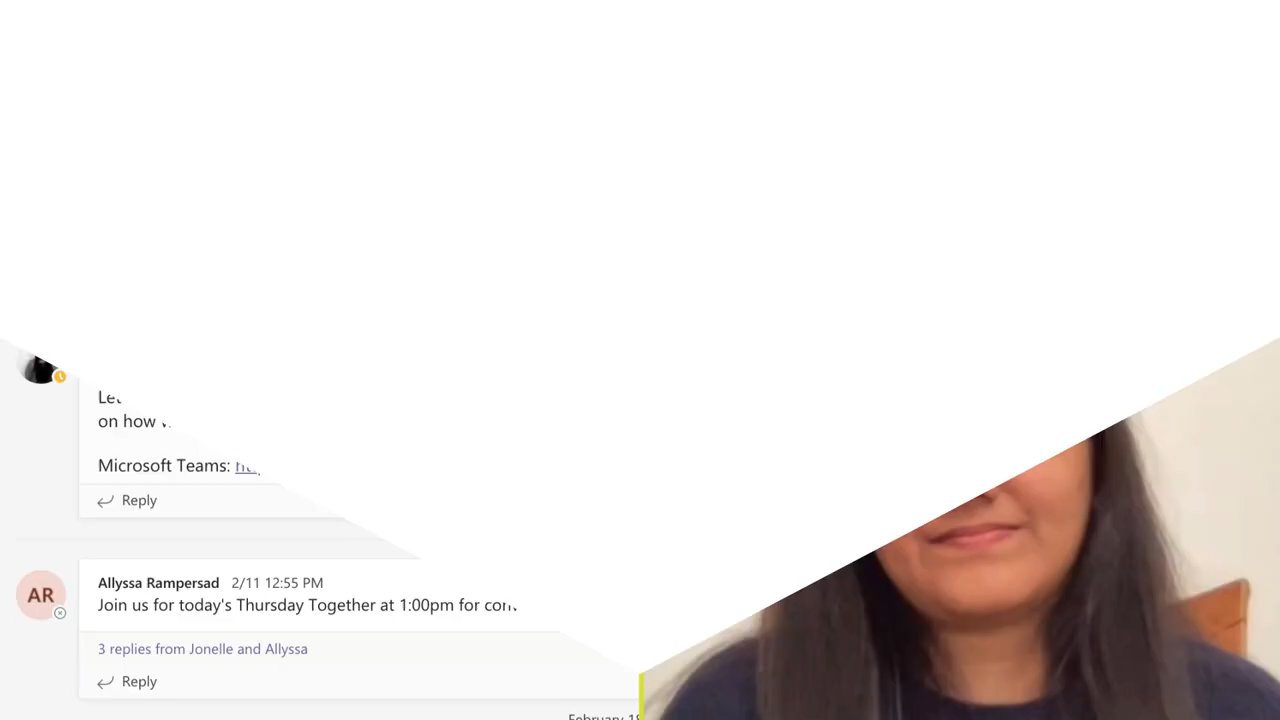 on how
Microsoft Teams:
Reply
AR
Allyssa Rampersad 2/11 12:55 PM
Join us for today's Thursday Together at 1:00pm for
3 replies from Jonelle and Allyssa
Reply
February